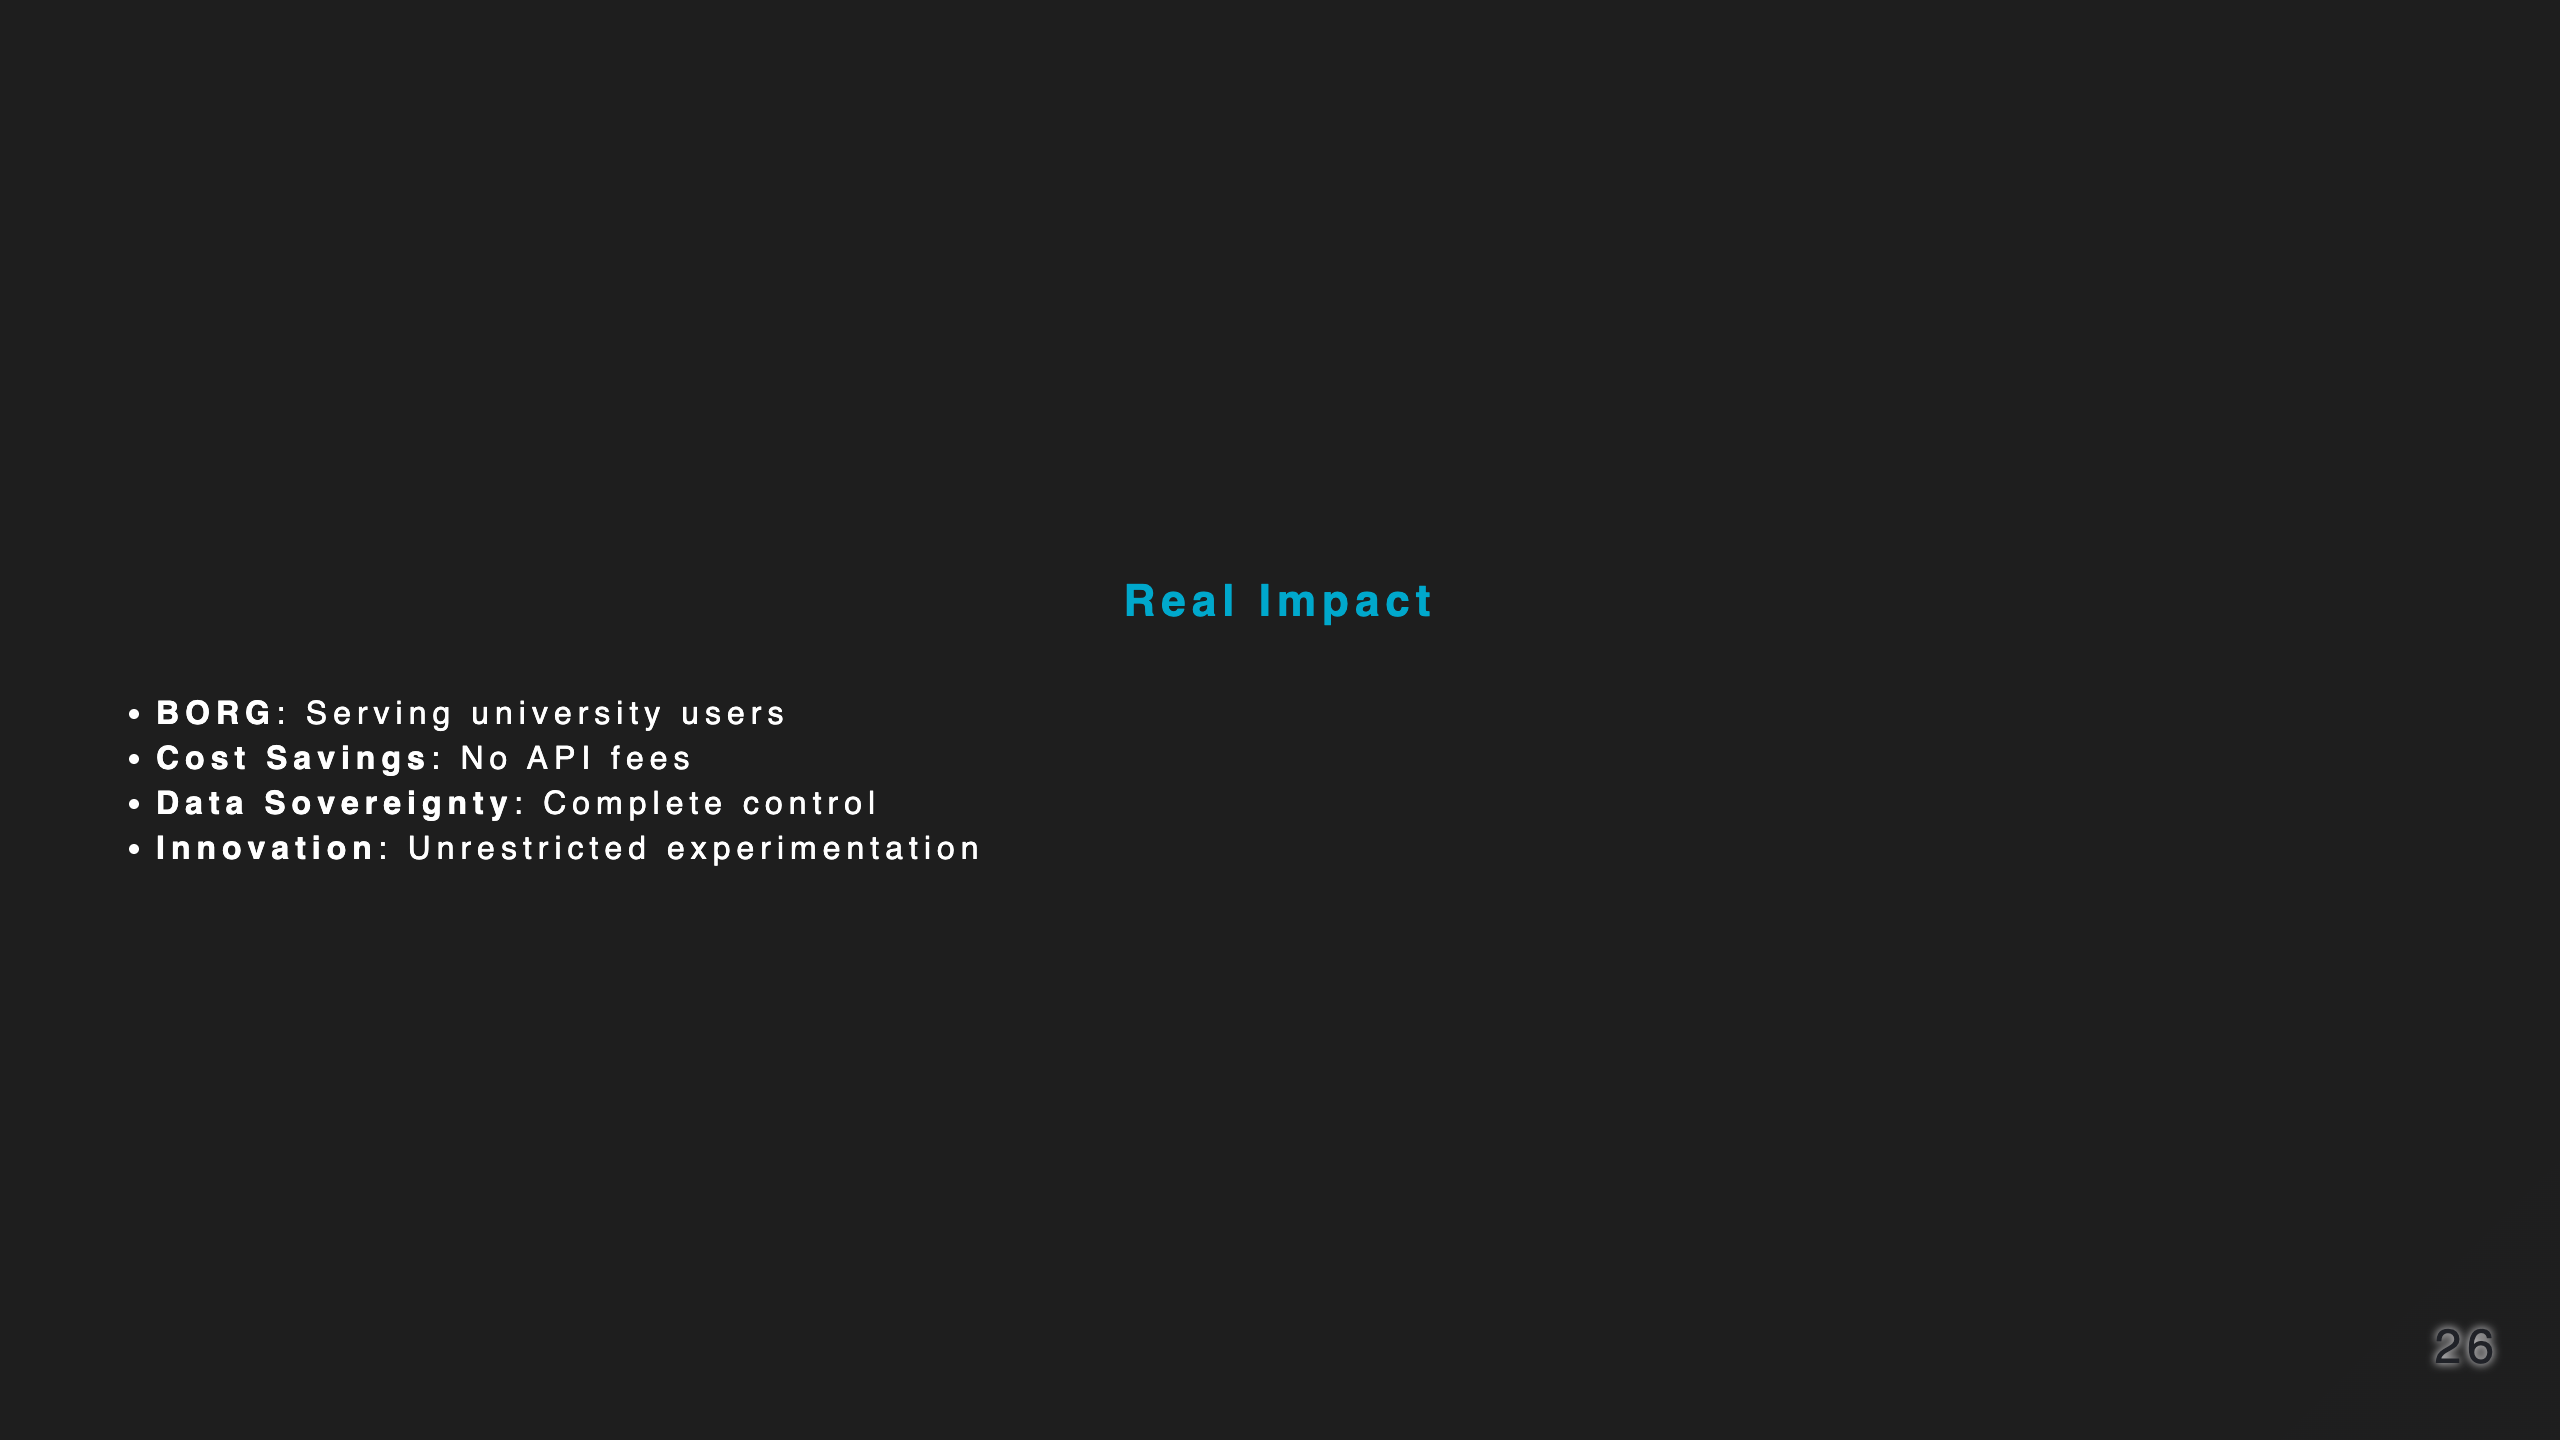 Real Impact
• BORG: Serving university users
• Cost Savings: No API fees
• Data Sovereignty: Complete control
• Innovation: Unrestricted experimentation
26